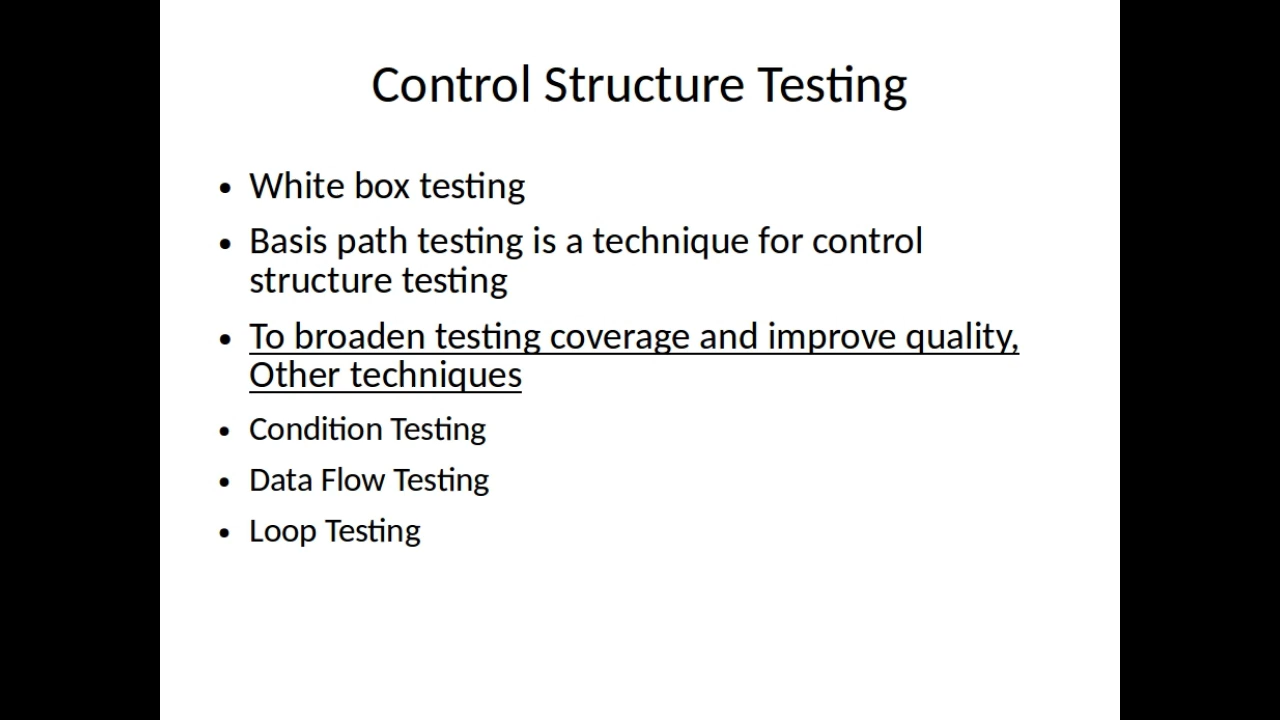 Control Structure Testing
• White box testing
• Basis path testing is a technique for control
structure testing
• To broaden testing coverage and improve quality,
Other techniques
• Condition Testing
• Data Flow Testing
• Loop Testing